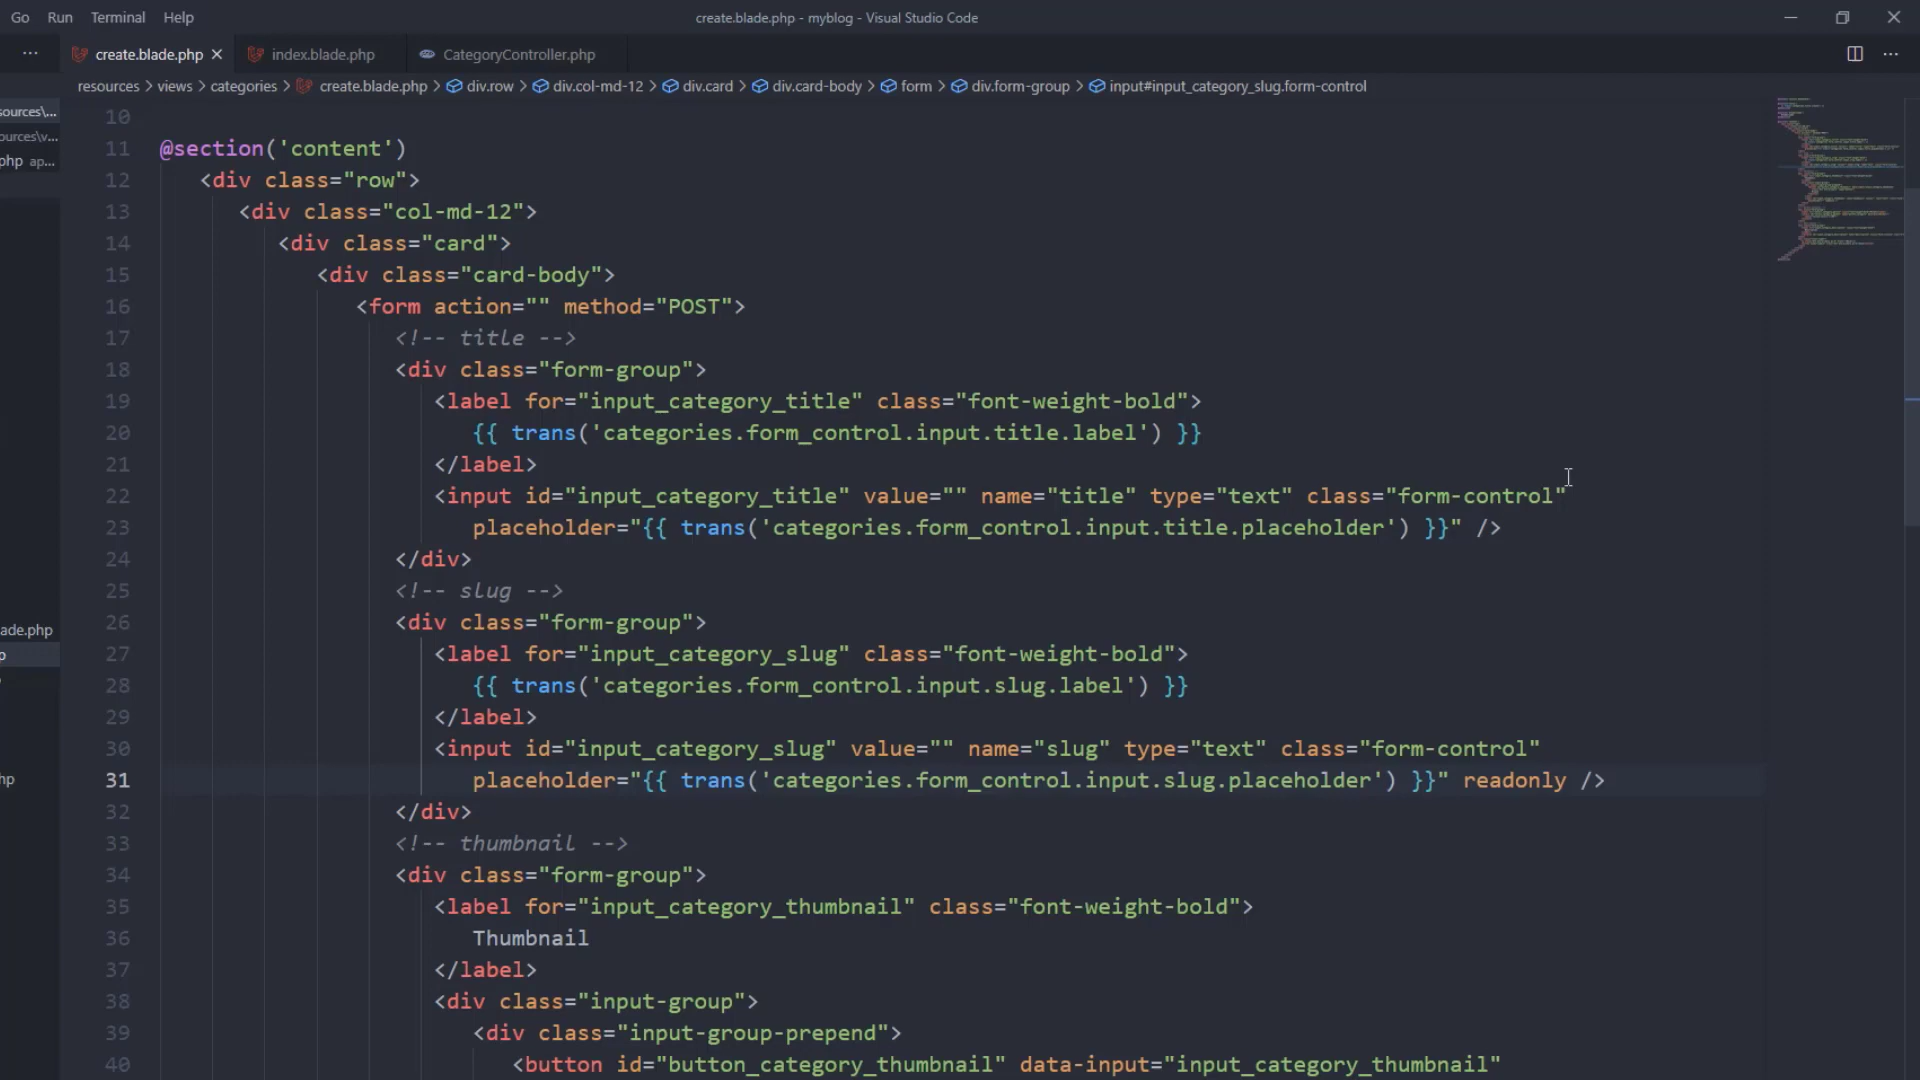 Go Run Terminal Help
create.blade.php - myblog - Visual Studio Code
create.blade.php index.blade.php CategoryController.php
resources > views > categories > create.blade.php > div.row > div.col-md-12 > div.card > div.card-body > form > div.form-group > input#input_category_slug.form-control
sources\...
ources\v...
php ap...
ade.php
p
hp
10
11 @section('content')
12 <div class="row">
13 <div class="col-md-12">
14 <div class="card">
15 <div class="card-body">
16 <form action="" method="POST">
17 <!-- title -->
18 <div class="form-group">
19 <label for="input_category_title" class="font-weight-bold">
20 {{ trans('categories.form_control.input.title.label') }}
21 </label>
22 <input id="input_category_title" value="" name="title" type="text" class="form-control"
23 placeholder="{{ trans('categories.form_control.input.title.placeholder') }}" />
24 </div>
25 <!-- slug -->
26 <div class="form-group">
27 <label for="input_category_slug" class="font-weight-bold">
28 {{ trans('categories.form_control.input.slug.label') }}
29 </label>
30 <input id="input_category_slug" value="" name="slug" type="text" class="form-control"
31 placeholder="{{ trans('categories.form_control.input.slug.placeholder') }}" readonly />
32 </div>
33 <!-- thumbnail -->
34 <div class="form-group">
35 <label for="input_category_thumbnail" class="font-weight-bold">
36 Thumbnail
37 </label>
38 <div class="input-group">
39 <div class="input-group-prepend">
40 <button id="button_category_thumbnail" data-input="input_category_thumbnail"